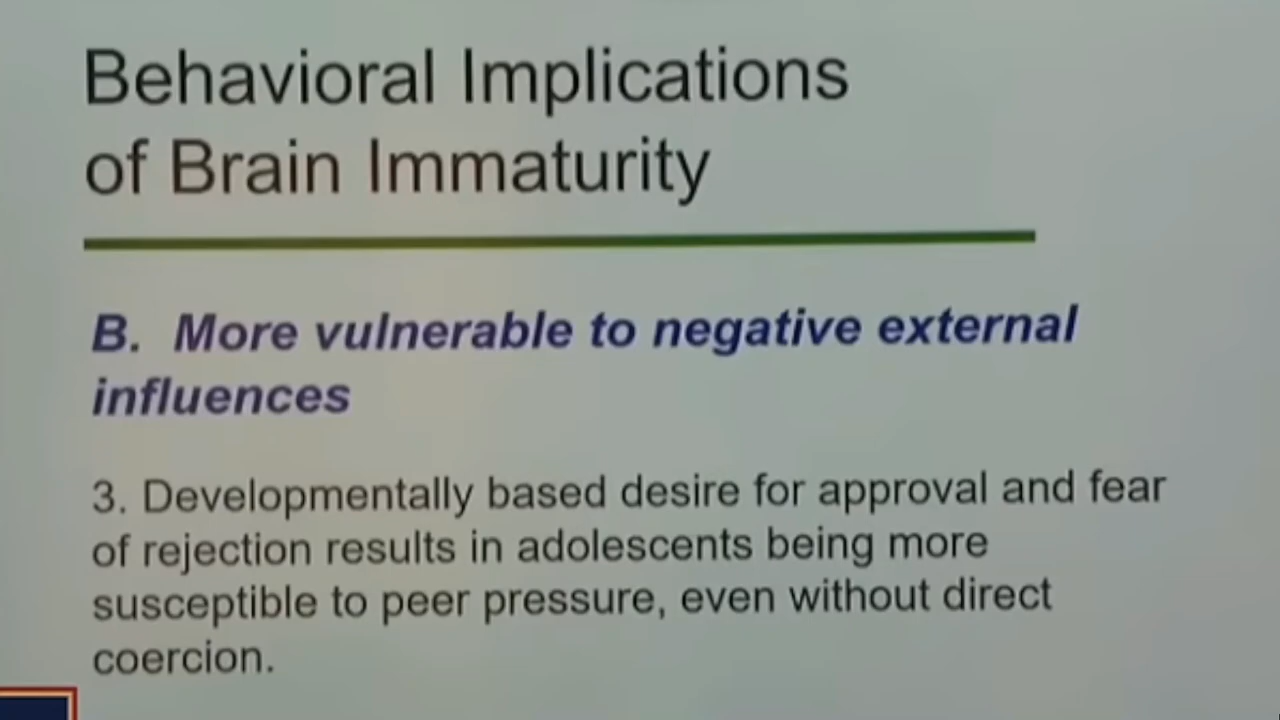 Behavioral Implications
of Brain Immaturity
B. More vulnerable to negative external
influences
3. Developmentally based desire for approval and fear
of rejection results in adolescents being more
susceptible to peer pressure, even without direct
coercion.